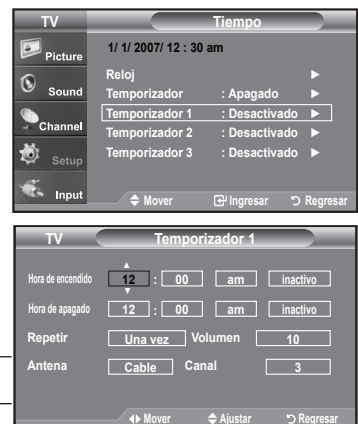 TV Tiempo
Picture
1/ 1/ 2007/ 12 : 30 am
Reloj ►
Sound
Temporizador : Apagado ►
Temporizador 1 : Desactivado ►
Channel
Temporizador 2 : Desactivado ►
Setup
Temporizador 3 : Desactivado ►
Input
Mover Ingresar Regresar
TV Temporizador 1
Hora de encendido 12 : 00 am inactivo
Hora de apagado 12 : 00 am inactivo
Repetir Una vez Volumen 10
Antena Cable Canal 3
Mover Ajustar Regresar